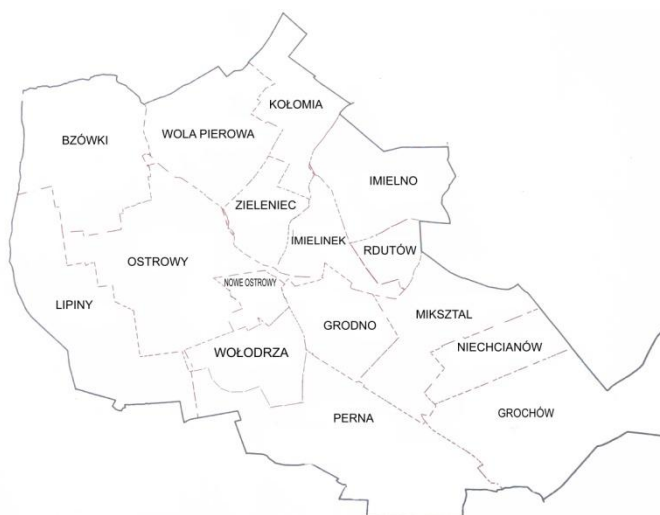 KOŁOMIA
WOLA PIEROWA
BZÓWKI
IMIELNO
ZIELENIEC
IMIELINEK
RDUTÓW
OSTROWY
NOWE OSTROWY
LIPINY
GRODNO
MIKSZTAL
NIECHCIANÓW
WOŁODRZA
GROCHÓW
PERNA